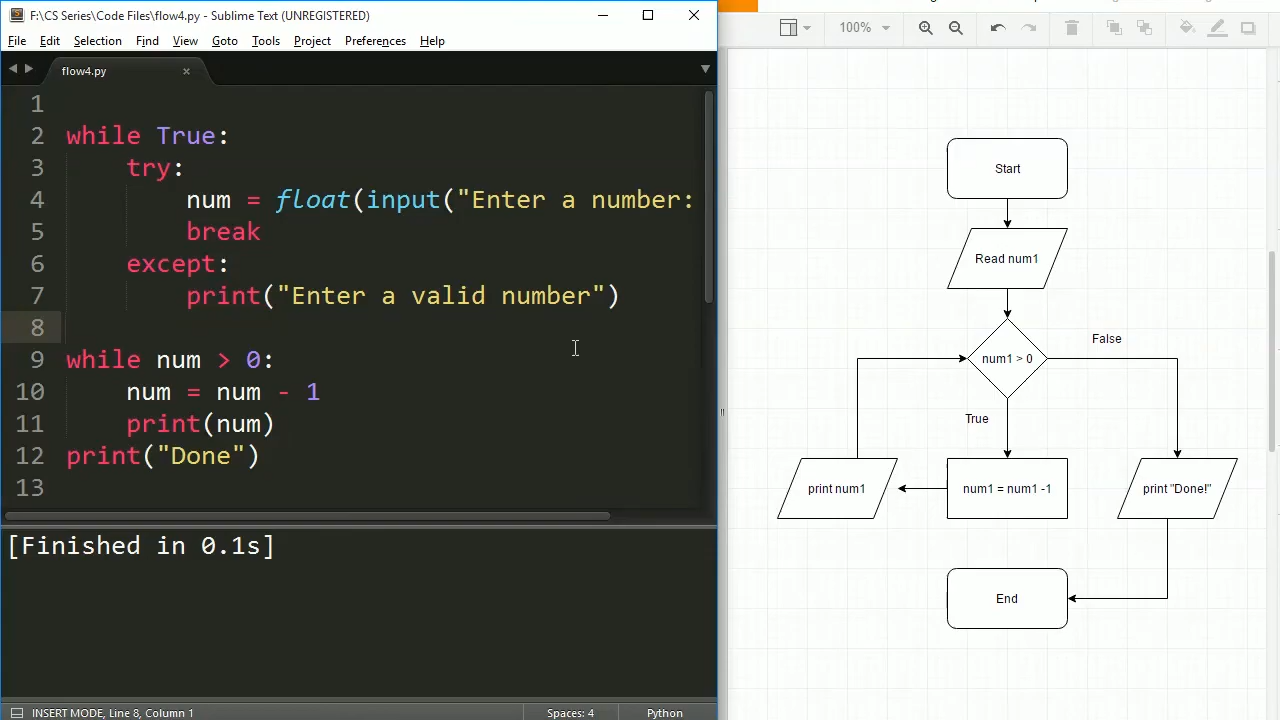 F:\CS Series\Code Files\flow4.py - Sublime Text (UNREGISTERED)
File Edit Selection Find View Goto Tools Project Preferences Help
flow4.py
1
2 while True:
3 try:
4 num = float(input("Enter a number:
5 break
6 except:
7 print("Enter a valid number")
8
9 while num > 0:
10 num = num - 1
11 print(num)
12 print("Done")
13
[Finished in 0.1s]
INSERT MODE, Line 8, Column 1
Spaces: 4
Python
100%
Start
Read num1
num1 > 0
False
True
print num1
num1 = num1 -1
print "Done!"
End